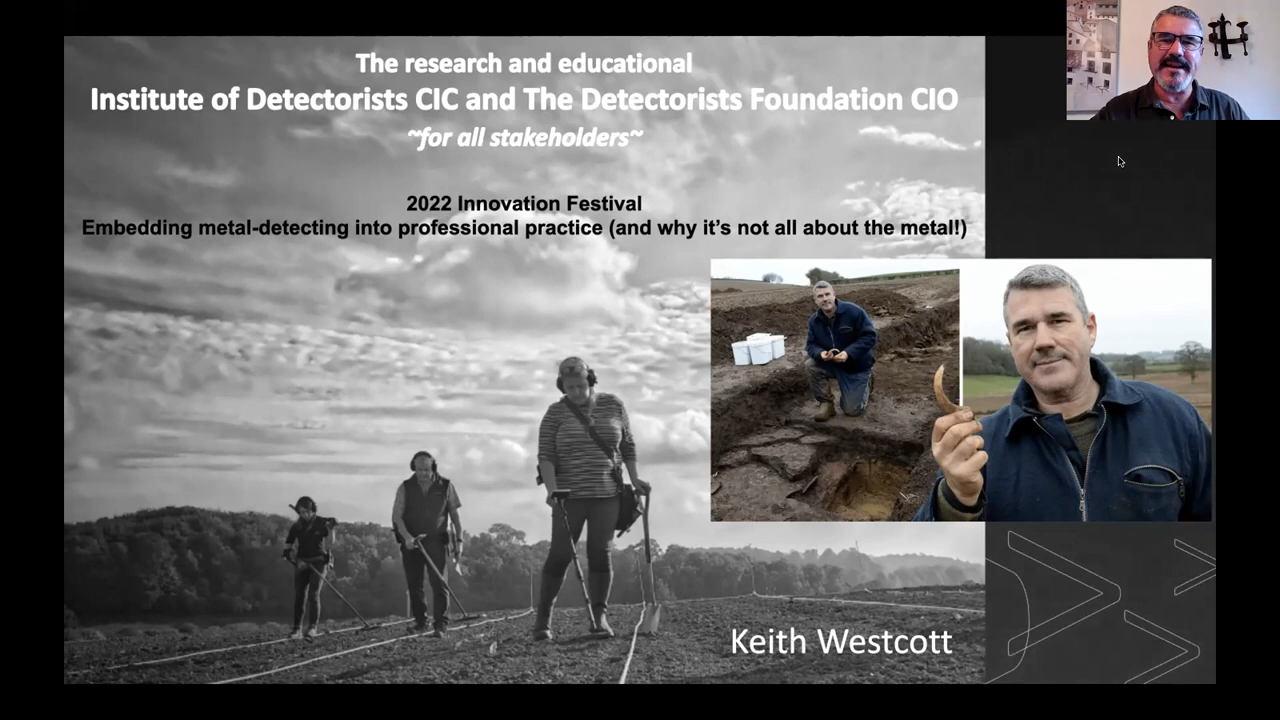 The research and educational
Institute of Detectorists CIC and The Detectorists Foundation CIO
~for all stakeholders~
2022 Innovation Festival
Embedding metal-detecting into professional practice (and why it's not all about the metal!)
Keith Westcott